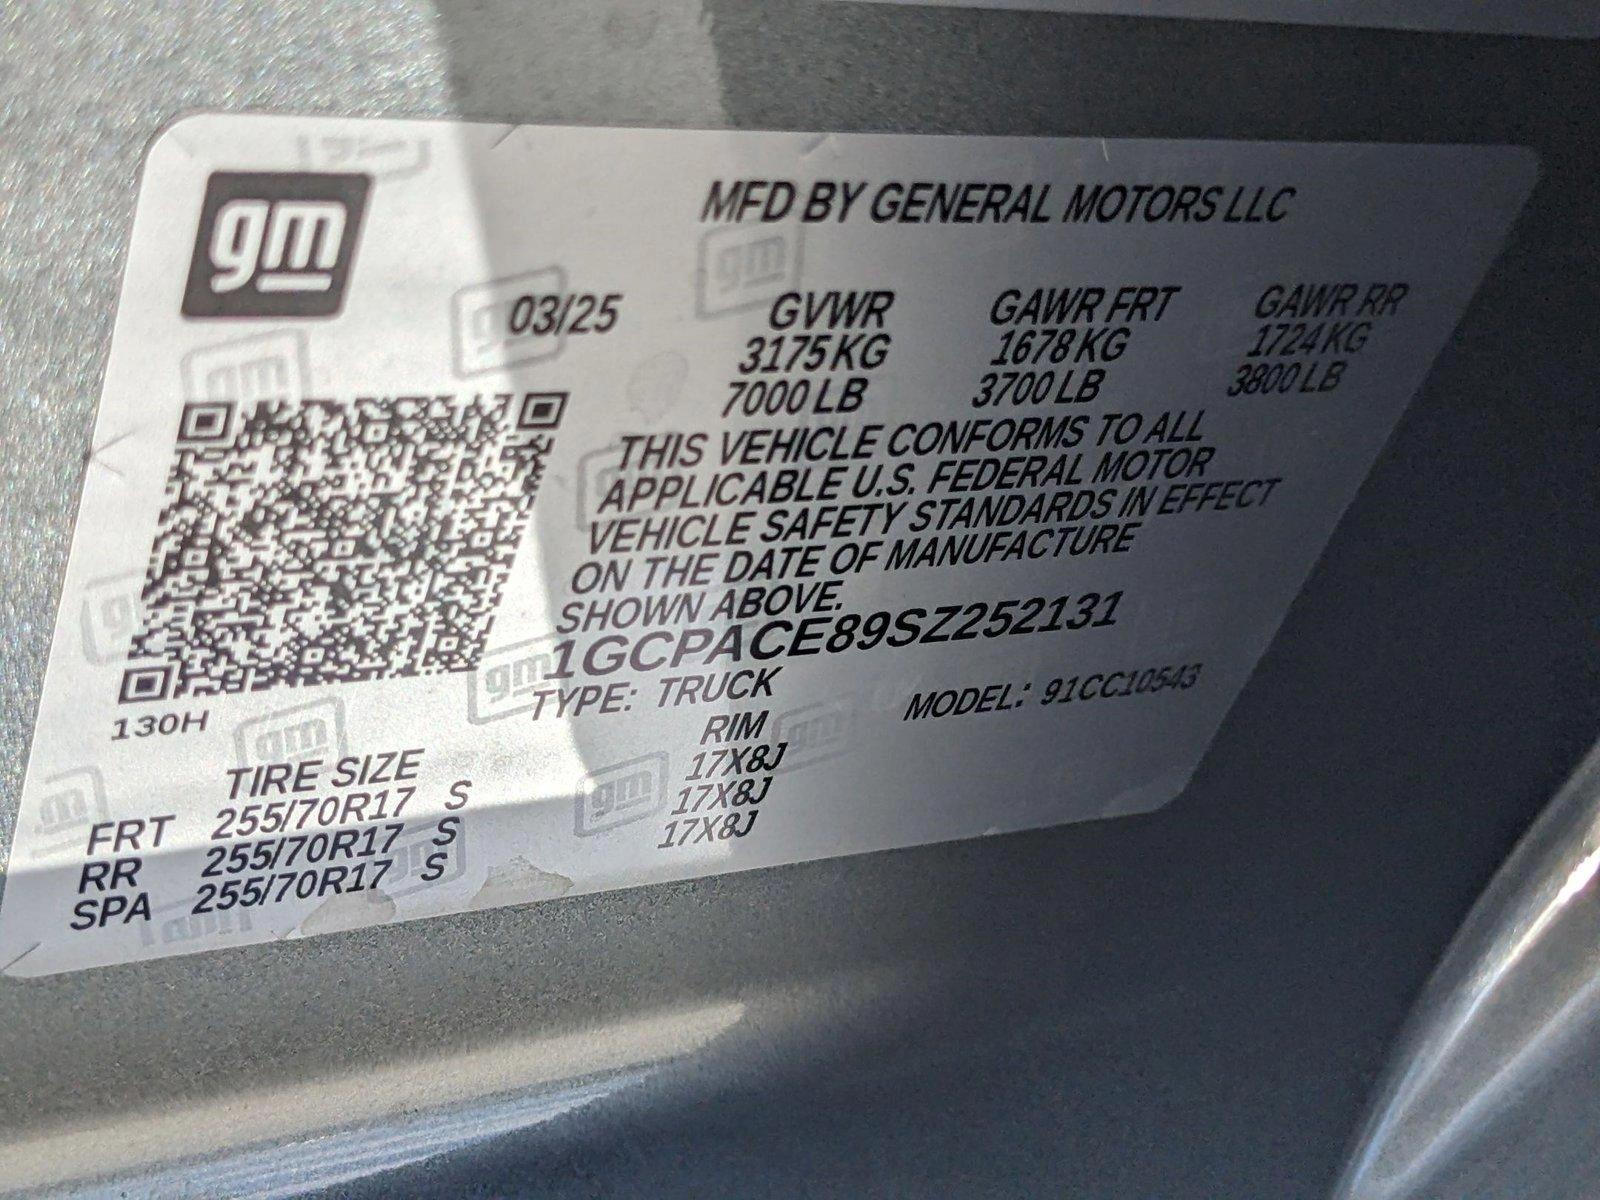 gm
MFD BY GENERAL MOTORS LLC
03/25 GVWR GAWR FRT GAWR RR
3175 KG 1678 KG 1724 KG
7000 LB 3700 LB 3800 LB
THIS VEHICLE CONFORMS TO ALL
APPLICABLE U.S. FEDERAL MOTOR
VEHICLE SAFETY STANDARDS IN EFFECT
ON THE DATE OF MANUFACTURE
SHOWN ABOVE.
1GCPACE89SZ252131
TYPE: TRUCK MODEL: 91CC10543
130H
TIRE SIZE RIM
FRT 255/70R17 S 17X8J
RR 255/70R17 S 17X8J
SPA 255/70R17 S 17X8J